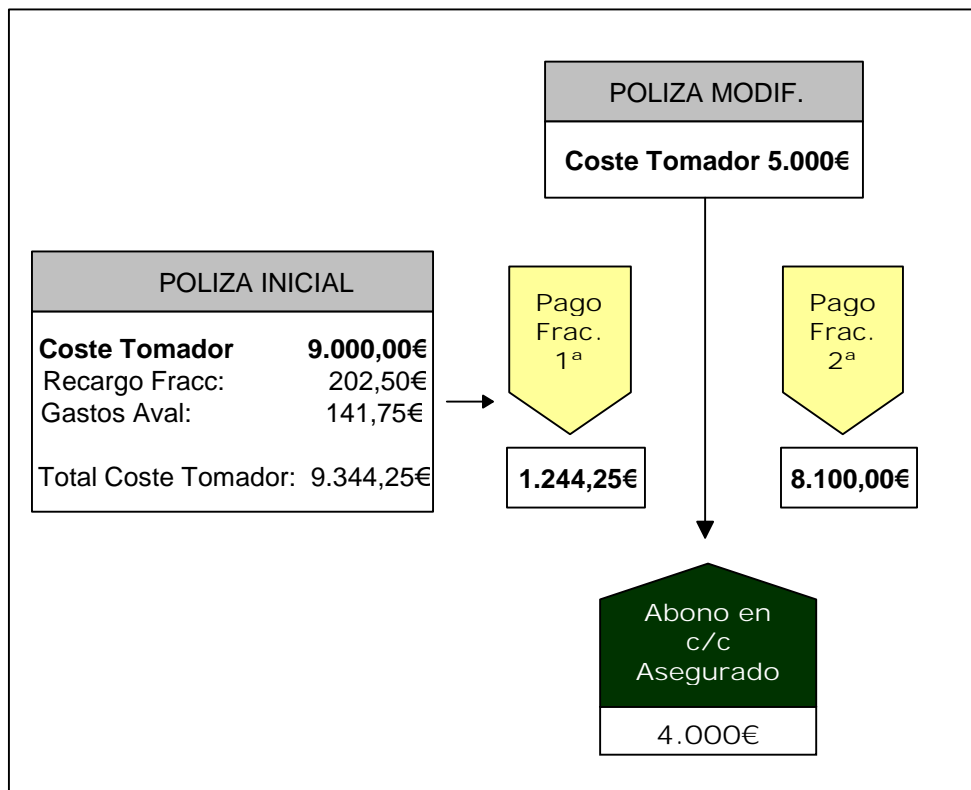 POLIZA MODIF.
Coste Tomador 5.000€
POLIZA INICIAL
Coste Tomador 9.000,00€
Recargo Fracc: 202,50€
Gastos Aval: 141,75€
Total Coste Tomador: 9.344,25€
Pago
Frac.
1ª
1.244,25€
Pago
Frac.
2ª
8.100,00€
Abono en
c/c
Asegurado
4.000€